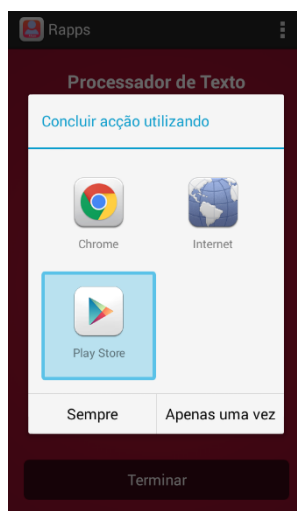 Rapps
Processador de Texto
Concluir acção utilizando
Chrome
Internet
Play Store
Sempre
Apenas uma vez
Terminar